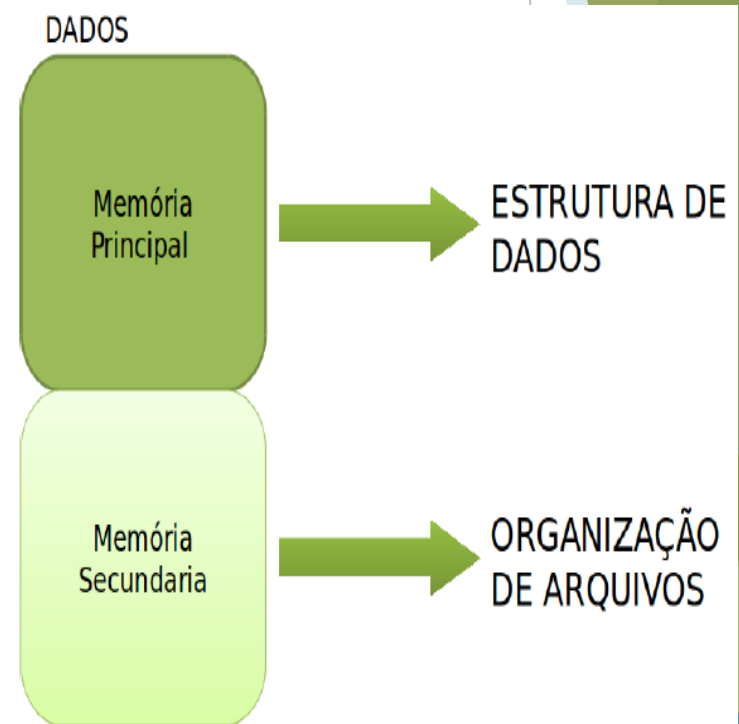 DADOS
Memória
Principal
ESTRUTURA DE
DADOS
Memória
Secundaria
ORGANIZAÇÃO
DE ARQUIVOS